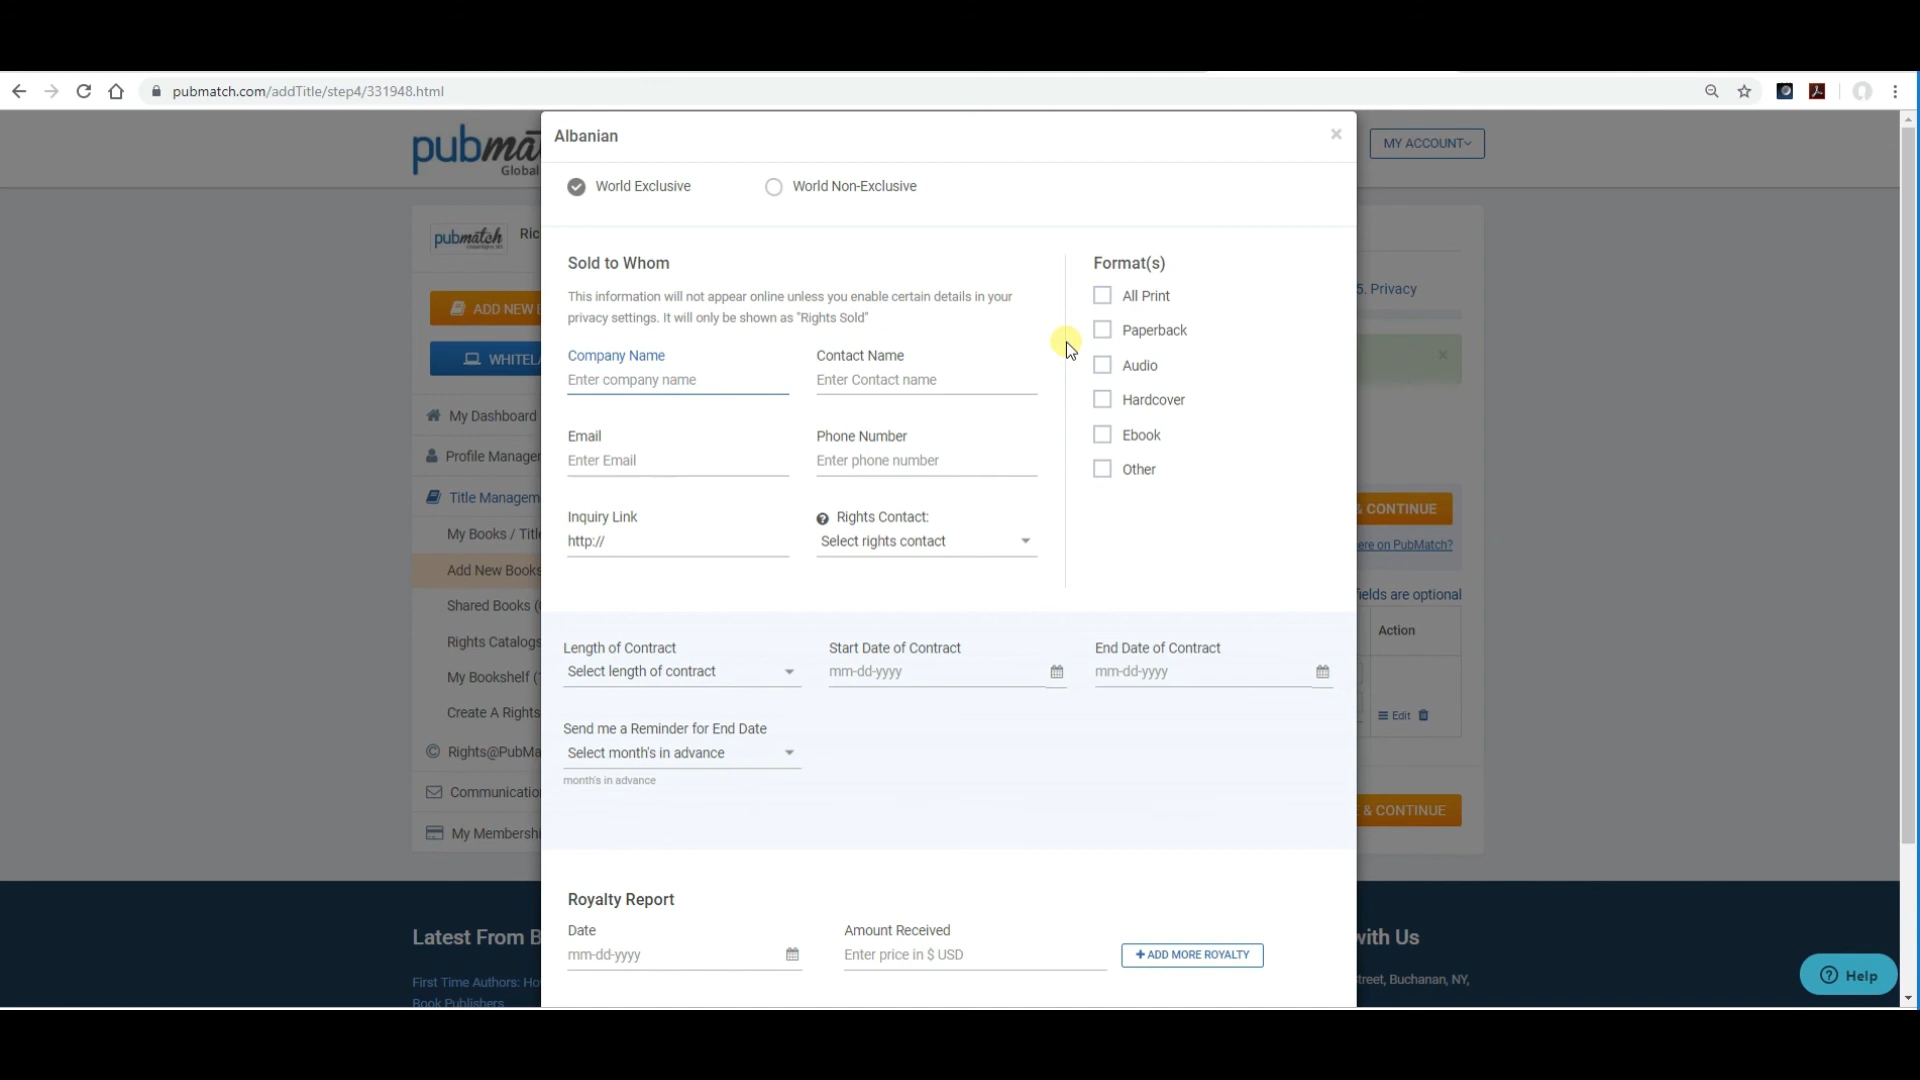 pubmatch.com/addTitle/step4/331948.html
pubma
Global
Albanian
×
MY ACCOUNT
World Exclusive
World Non-Exclusive
pubmatch
Ric
ADD NEW
WHITELA
My Dashboard
Profile Manage
Title Managem
My Books / Title
Add New Books
Shared Books (
Rights Catalogs
My Bookshelf (
Create A Rights
Rights@PubMa
Communicatio
My Membershi
Sold to Whom
This information will not appear online unless you enable certain details in your
privacy settings. It will only be shown as "Rights Sold"
Company Name
Enter company name
Contact Name
Enter Contact name
Email
Enter Email
Phone Number
Enter phone number
Inquiry Link
http://
Rights Contact:
Select rights contact
Format(s)
All Print
Paperback
Audio
Hardcover
Ebook
Other
5. Privacy
×
& CONTINUE
ere on PubMatch?
ields are optional
Action
Edit
E & CONTINUE
Length of Contract
Select length of contract
Start Date of Contract
mm-dd-yyyy
End Date of Contract
mm-dd-yyyy
Send me a Reminder for End Date
Select month's in advance
month's in advance
Royalty Report
Date
mm-dd-yyyy
Amount Received
Enter price in $ USD
+ ADD MORE ROYALTY
Latest From B
First Time Authors: Ho
Book Publishers
with Us
treet, Buchanan, NY,
Help